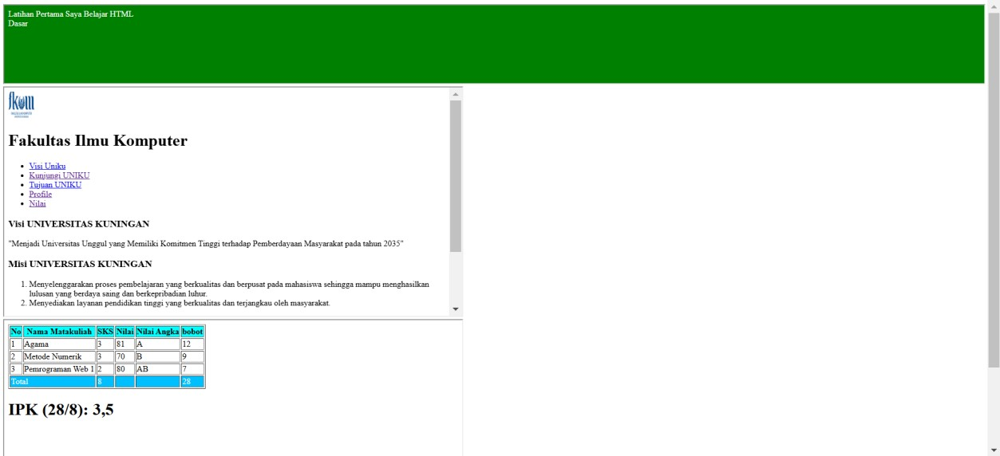 Latihan Pertama Saya Belajar HTML
Dasar
fkom
Fakultas Ilmu Komputer
Visi Uniku
Kunjungi UNIKU
Tujuan UNIKU
Profile
Nilai
Visi UNIVERSITAS KUNINGAN
"Menjadi Universitas Unggul yang Memiliki Komitmen Tinggi terhadap Pemberdayaan Masyarakat pada tahun 2035"
Misi UNIVERSITAS KUNINGAN
1. Menyelenggarakan proses pembelajaran yang berkualitas dan berpusat pada mahasiswa sehingga mampu menghasilkan
lulusan yang berdaya saing dan berkepribadian luhur.
2. Menyediakan layanan pendidikan tinggi yang berkualitas dan terjangkau oleh masyarakat.
No Nama Matakuliah SKS Nilai Nilai Angka bobot
1 Agama 3 81 A 12
2 Metode Numerik 3 70 B 9
3 Pemrograman Web 1 2 80 AB 7
Total 8 28
IPK (28/8): 3,5